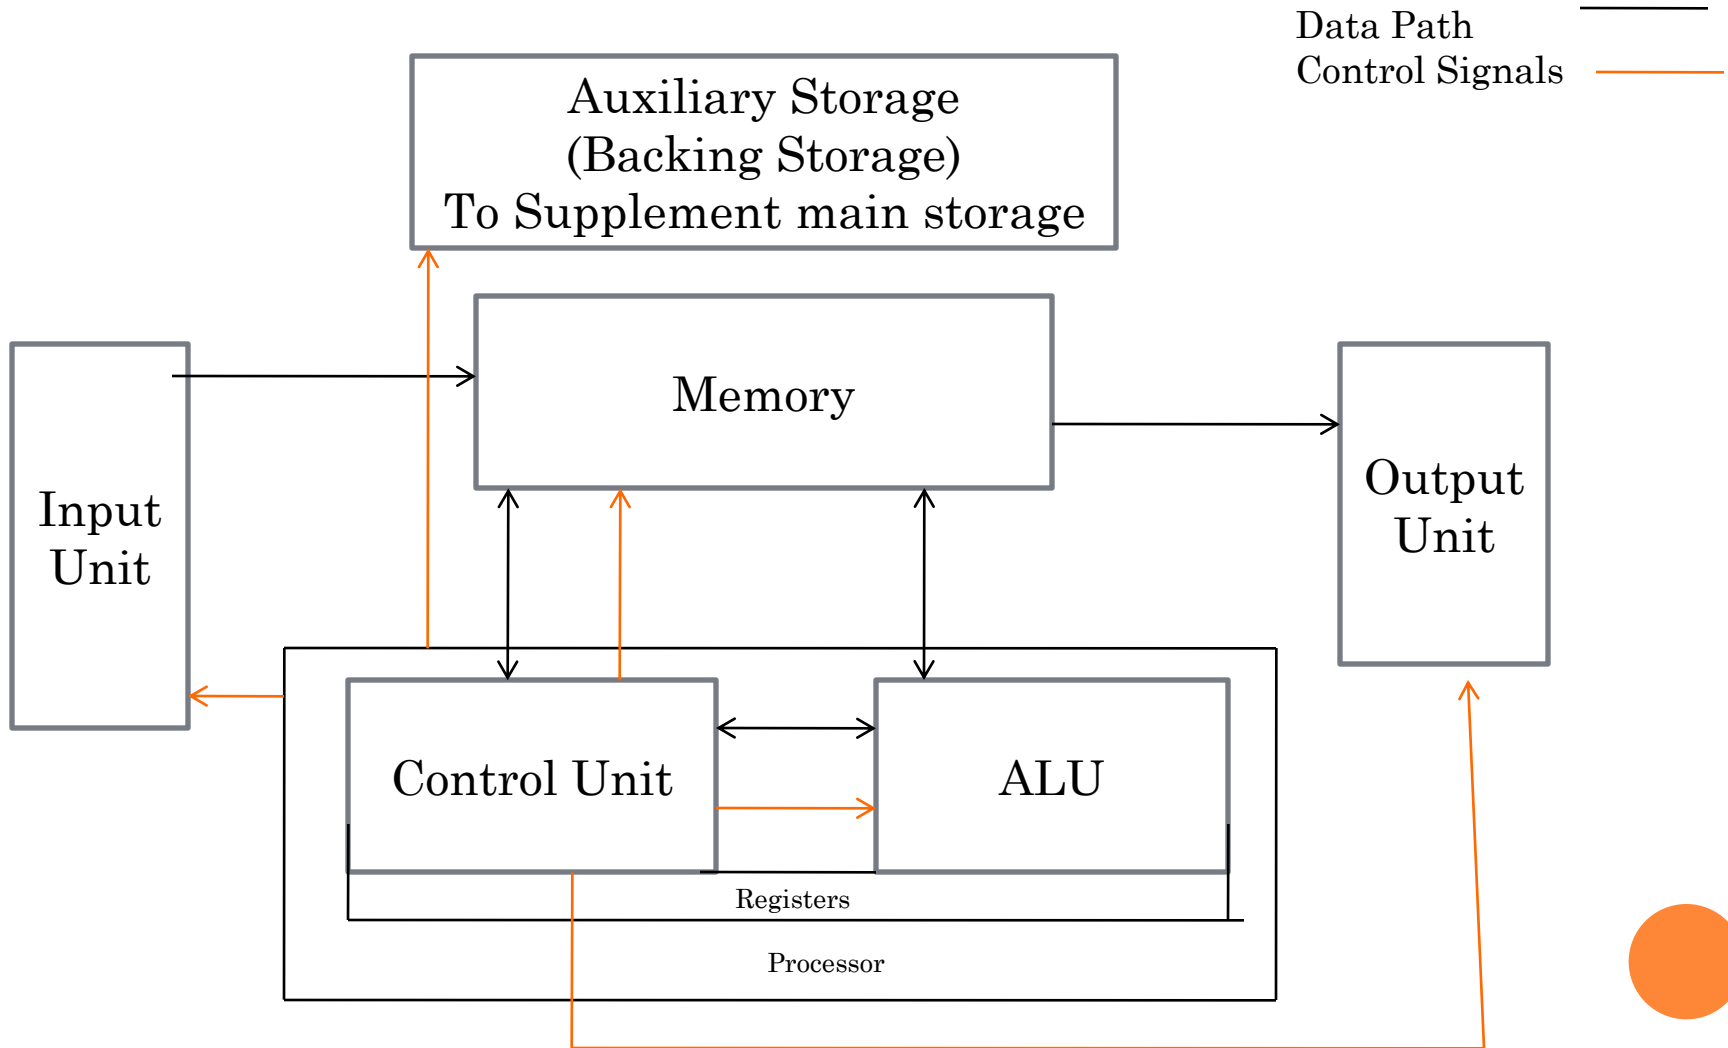 Data Path
Control Signals
Auxiliary Storage
(Backing Storage)
To Supplement main storage
Memory
Input
Unit
Output
Unit
Control Unit
ALU
Registers
Processor